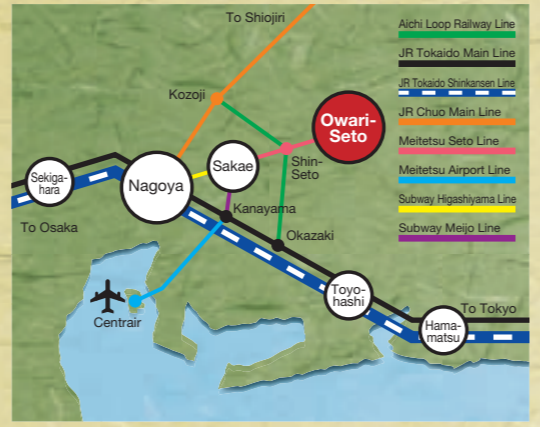 To Shiojiri
Kozoji
Owari-
Seto
Shin-
Seto
Sakae
Sekiga-
hara
Nagoya
Kanayama
To Osaka
Okazaki
Centrair
Toyo-
hashi
To Tokyo
Hama-
matsu
Aichi Loop Railway Line
JR Tokaido Main Line
JR Tokaido Shinkansen Line
JR Chuo Main Line
Meitetsu Seto Line
Meitetsu Airport Line
Subway Higashiyama Line
Subway Meijo Line